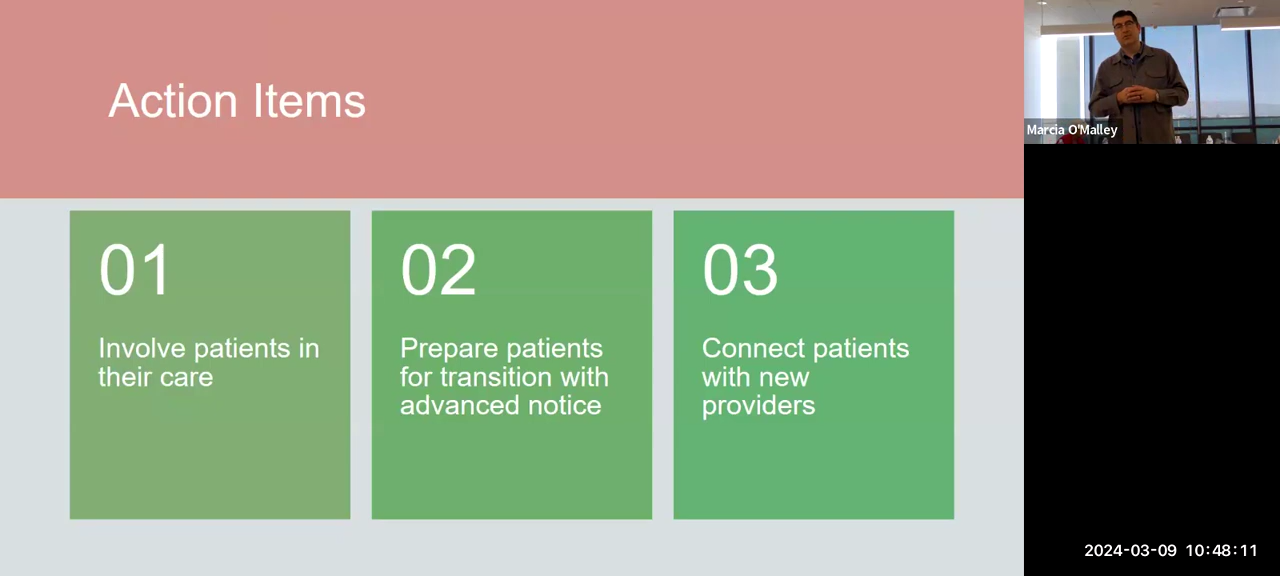 Action Items
Marcia O'Malley
01
Involve patients in
their care
02
Prepare patients
for transition with
advanced notice
03
Connect patients
with new
providers
2024-03-09 10:48:11